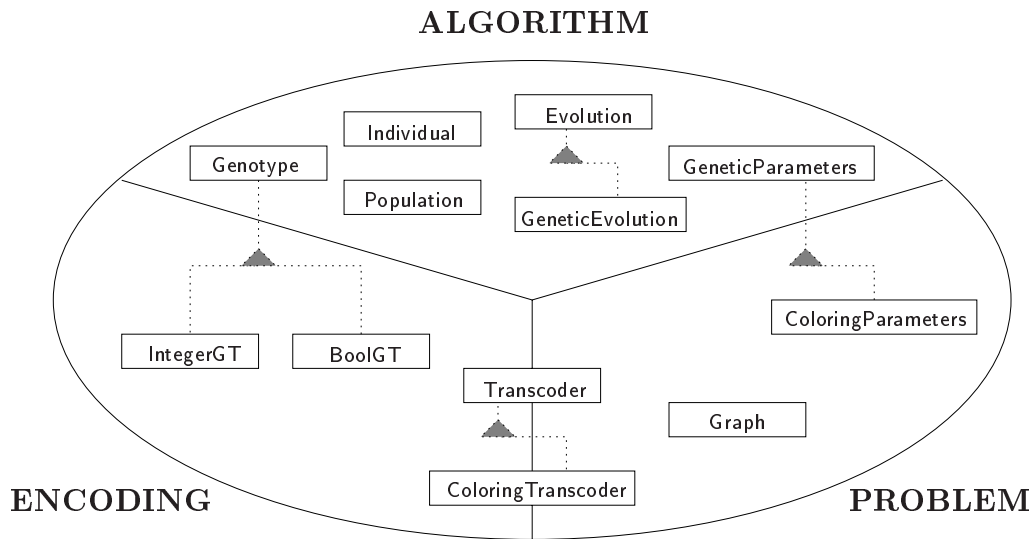 ALGORITHM
Evolution
Individual
Genotype
GeneticParameters
Population
GeneticEvolution
ColoringParameters
IntegerGT
BoolGT
Transcoder
Graph
ColoringTranscoder
ENCODING
PROBLEM